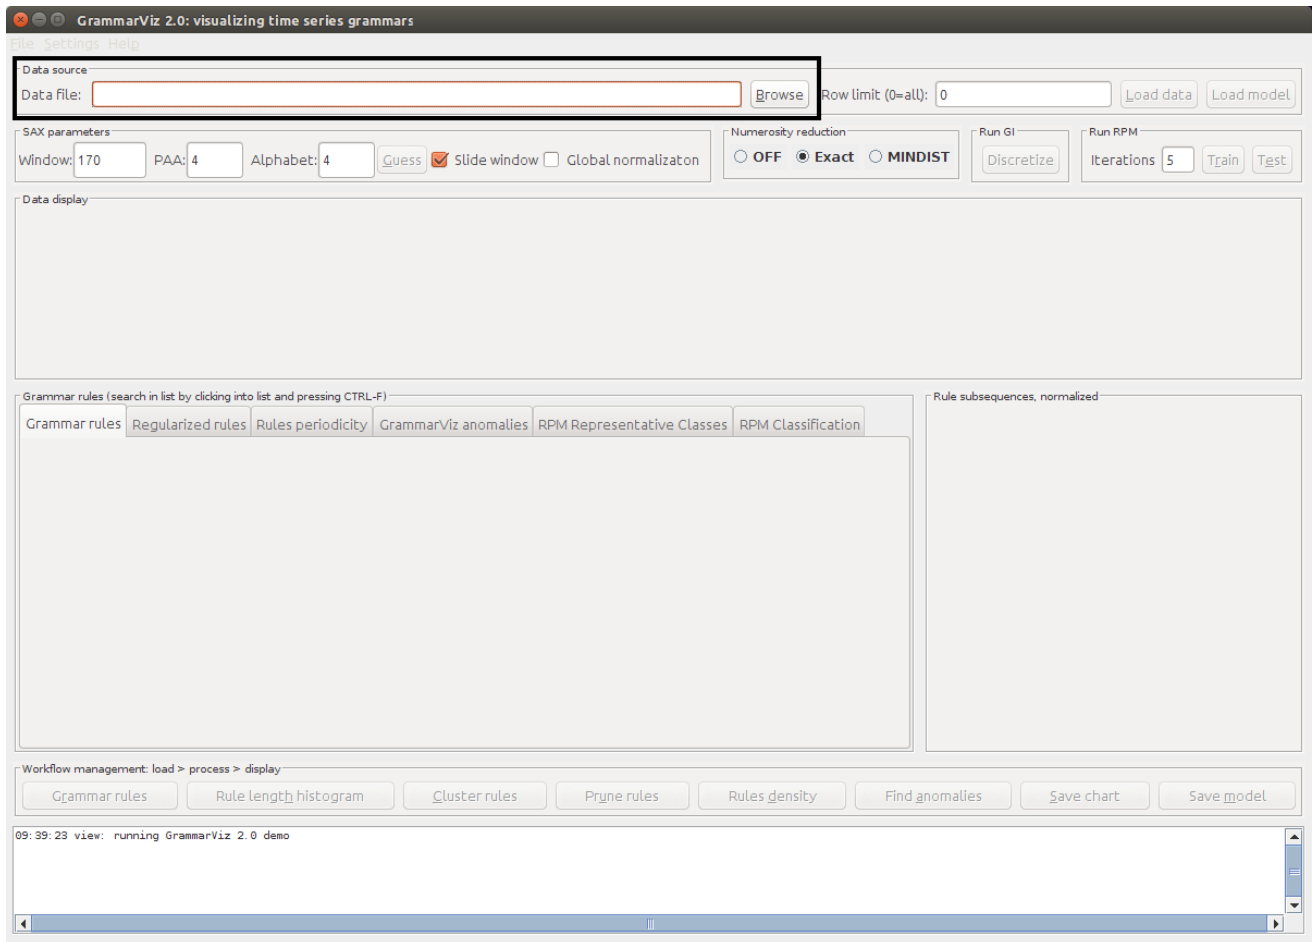 GrammarViz 2.0: visualizing time series grammars
File Settings Help
Data source
Data file: Browse Row limit (0=all): 0 Load data Load model
SAX parameters Numerosity reduction Run GI Run RPM
Window: 170 PAA: 4 Alphabet: 4 Guess Slide window Global normalizaton OFF Exact MINDIST Discretize Iterations 5 Train Test
Data display
Grammar rules (search in list by clicking into list and pressing CTRL-F) Rule subsequences, normalized
Grammar rules Regularized rules Rules periodicity GrammarViz anomalies RPM Representative Classes RPM Classification
Workflow management: load > process > display
Grammar rules Rule length histogram Cluster rules Prune rules Rules density Find anomalies Save chart Save model
09:39:23 view: running GrammarViz 2.0 demo